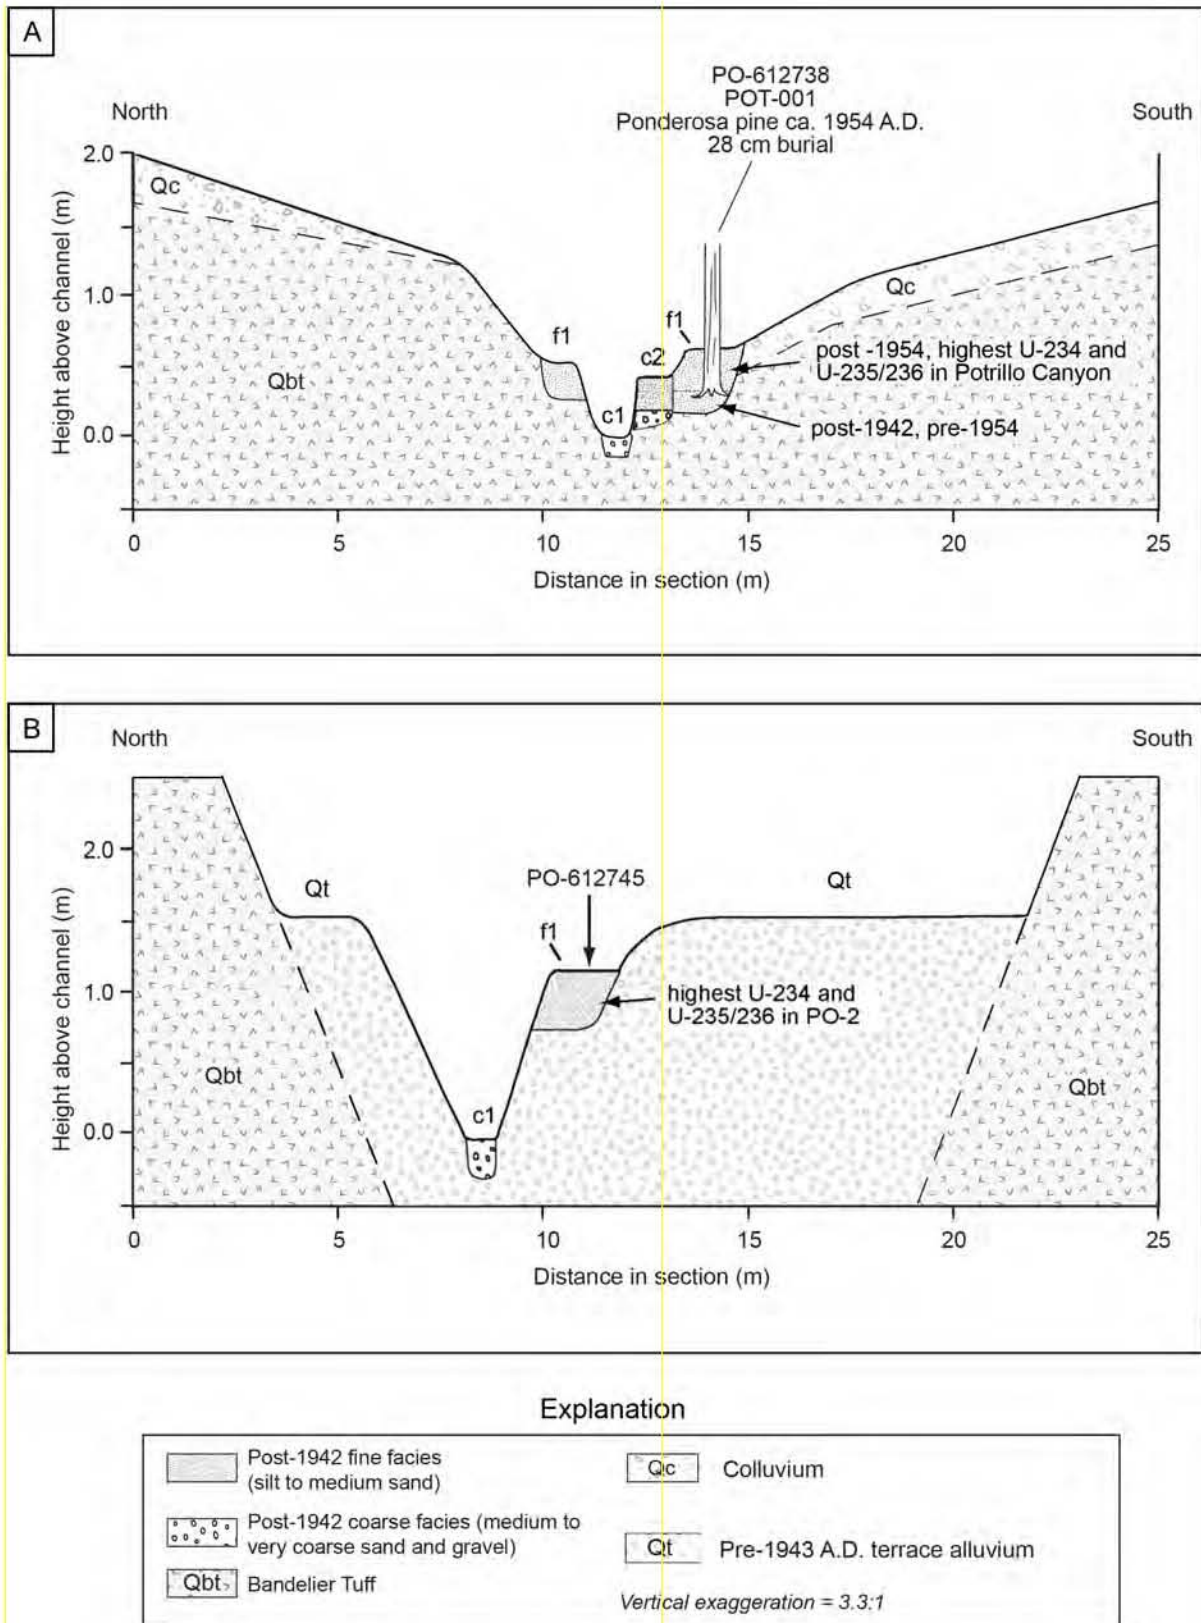 A
North
South
PO-612738
POT-001
Ponderosa pine ca. 1954 A.D.
28 cm burial
2.0
1.0
0.0
Height above channel (m)
Qc
Qbt
f1
c1
c2
f1
Qc
post -1954, highest U-234 and
U-235/236 in Potrillo Canyon
post-1942, pre-1954
0 5 10 15 20 25
Distance in section (m)
B
North
South
2.0
1.0
0.0
Height above channel (m)
Qt
PO-612745
Qt
f1
highest U-234 and
U-235/236 in PO-2
Qbt
c1
Qbt
0 5 10 15 20 25
Distance in section (m)
Explanation
Post-1942 fine facies
(silt to medium sand)
Post-1942 coarse facies (medium to
very coarse sand and gravel)
Qbt Bandelier Tuff
Qc Colluvium
Qt Pre-1943 A.D. terrace alluvium
Vertical exaggeration = 3.3:1